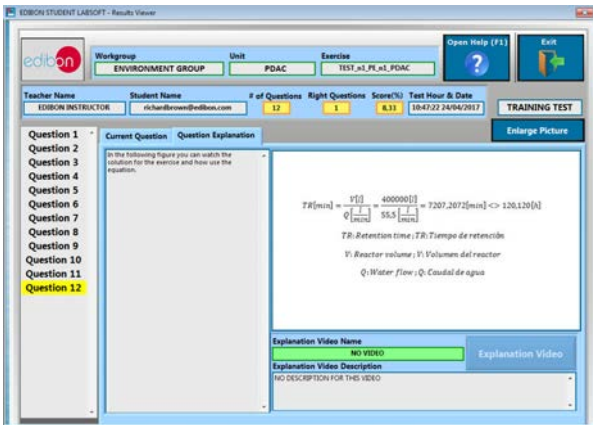 EDIBON STUDENT LABSOFT - Results Viewer
edibon
Workgroup
ENVIRONMENT GROUP
Unit
PDAC
Exercise
TEST_n1_PE_n1_PDAC
Open Help (F1)
?
Exit
Teacher Name
EDIBON INSTRUCTOR
Student Name
richardbrown@edibon.com
# of Questions
12
Right Questions
1
Score(%)
8,33
Test Hour & Date
10:47:22 24/04/2017
TRAINING TEST
Enlarge Picture
Question 1
Question 2
Question 3
Question 4
Question 5
Question 6
Question 7
Question 8
Question 9
Question 10
Question 11
Question 12
Current Question
Question Explanation
In the following figure you can watch the
solution for the exercise and how use the
equation.
TR[min] = V[l] / Q[l/min] = 400000[l] / 55,5[l/min] = 7207,2072[min] <> 120,120[h]
TR: Retention time ; TR: Tiempo de retención
V: Reactor volume ; V: Volumen del reactor
Q: Water flow ; Q: Caudal de agua
Explanation Video Name
NO VIDEO
Explanation Video
Explanation Video Description
NO DESCRIPTION FOR THIS VIDEO